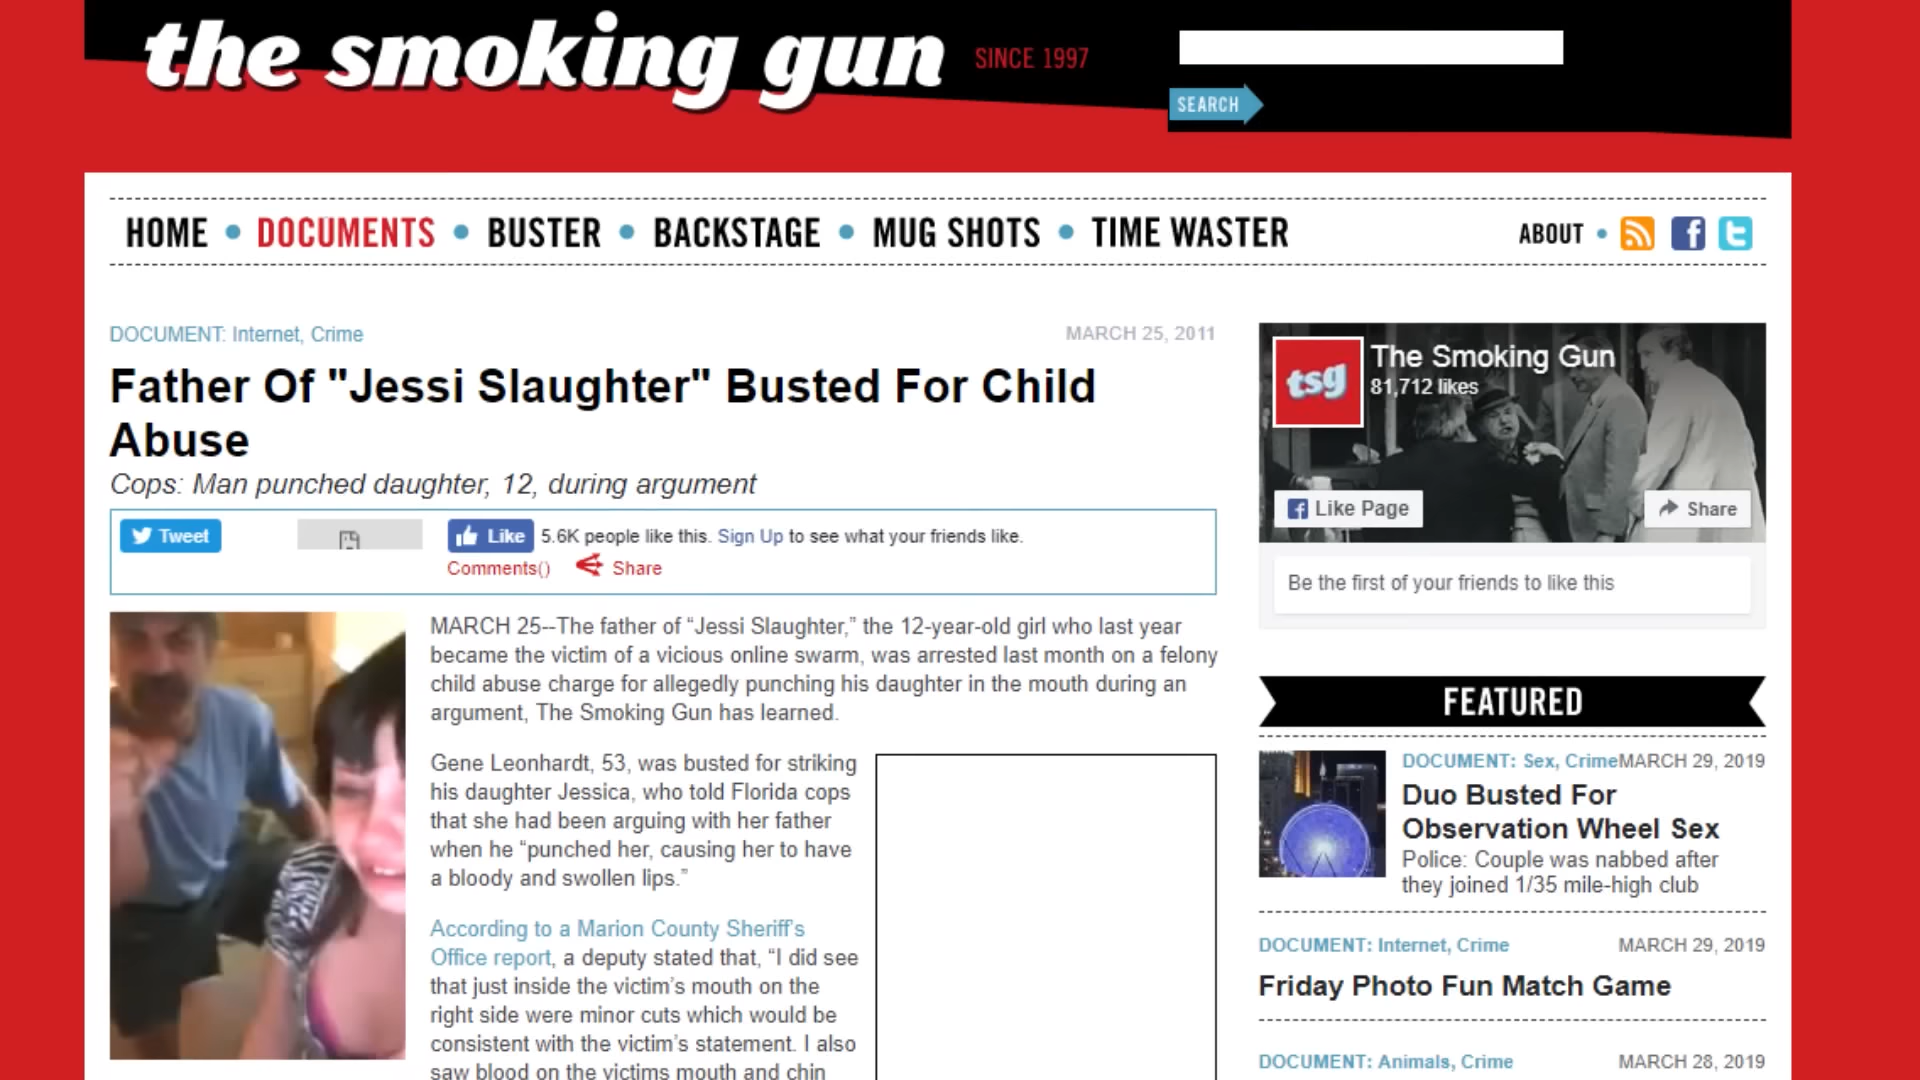 the smoking gun SINCE 1997
SEARCH
HOME • DOCUMENTS • BUSTER • BACKSTAGE • MUG SHOTS • TIME WASTER
ABOUT •
DOCUMENT: Internet, Crime
MARCH 25, 2011
Father Of "Jessi Slaughter" Busted For Child
Abuse
Cops: Man punched daughter, 12, during argument
Tweet
Like 5.6K people like this. Sign Up to see what your friends like.
Comments() Share
MARCH 25--The father of “Jessi Slaughter,” the 12-year-old girl who last year
became the victim of a vicious online swarm, was arrested last month on a felony
child abuse charge for allegedly punching his daughter in the mouth during an
argument, The Smoking Gun has learned.
Gene Leonhardt, 53, was busted for striking
his daughter Jessica, who told Florida cops
that she had been arguing with her father
when he “punched her, causing her to have
a bloody and swollen lips.”
According to a Marion County Sheriff’s
Office report, a deputy stated that, “I did see
that just inside the victim’s mouth on the
right side were minor cuts which would be
consistent with the victim’s statement. I also
saw blood on the victims mouth and chin
tsg
The Smoking Gun
81,712 likes
Like Page
Share
Be the first of your friends to like this
FEATURED
DOCUMENT: Sex, Crime MARCH 29, 2019
Duo Busted For
Observation Wheel Sex
Police: Couple was nabbed after
they joined 1/35 mile-high club
DOCUMENT: Internet, Crime MARCH 29, 2019
Friday Photo Fun Match Game
DOCUMENT: Animals, Crime MARCH 28, 2019